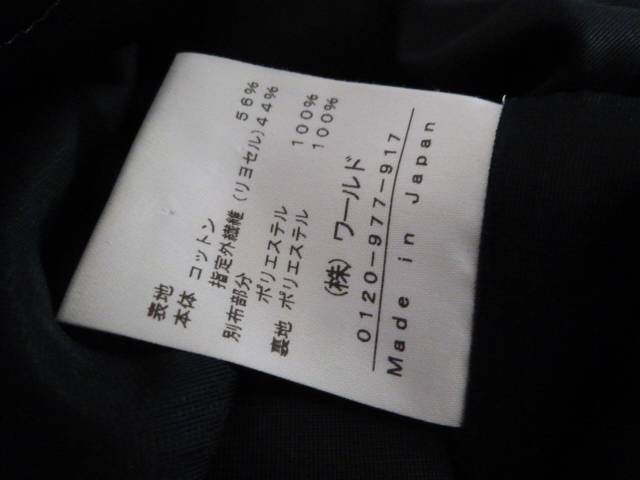 表地
本体 コットン 56%
指定外繊維(リヨセル)44%
別布部分
ポリエステル 100%
裏地 ポリエステル 100%
(株)ワールド
0120-977-917
Made in Japan